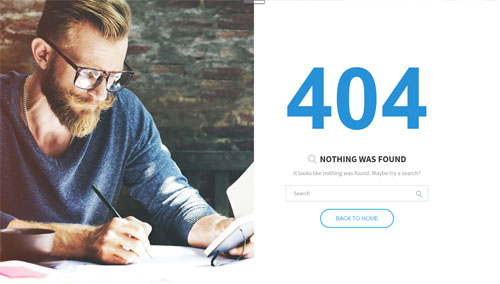 404
NOTHING WAS FOUND
It looks like nothing was found. Maybe try a search?
Search
BACK TO HOME